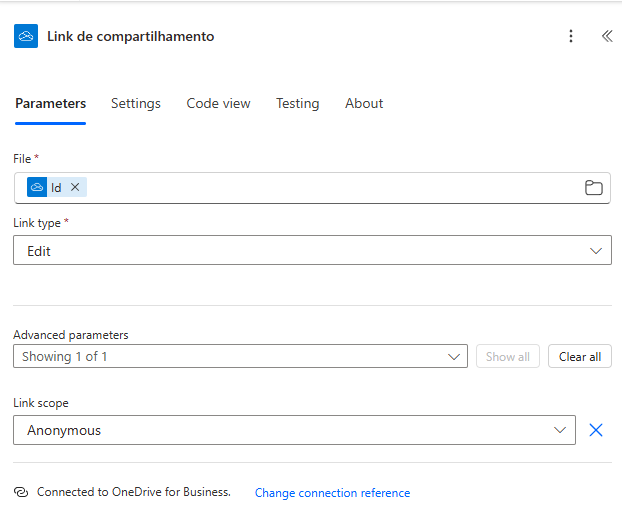 Link de compartilhamento
Parameters Settings Code view Testing About
File *
Id
Link type *
Edit
Advanced parameters
Showing 1 of 1 Show all Clear all
Link scope
Anonymous
Connected to OneDrive for Business. Change connection reference